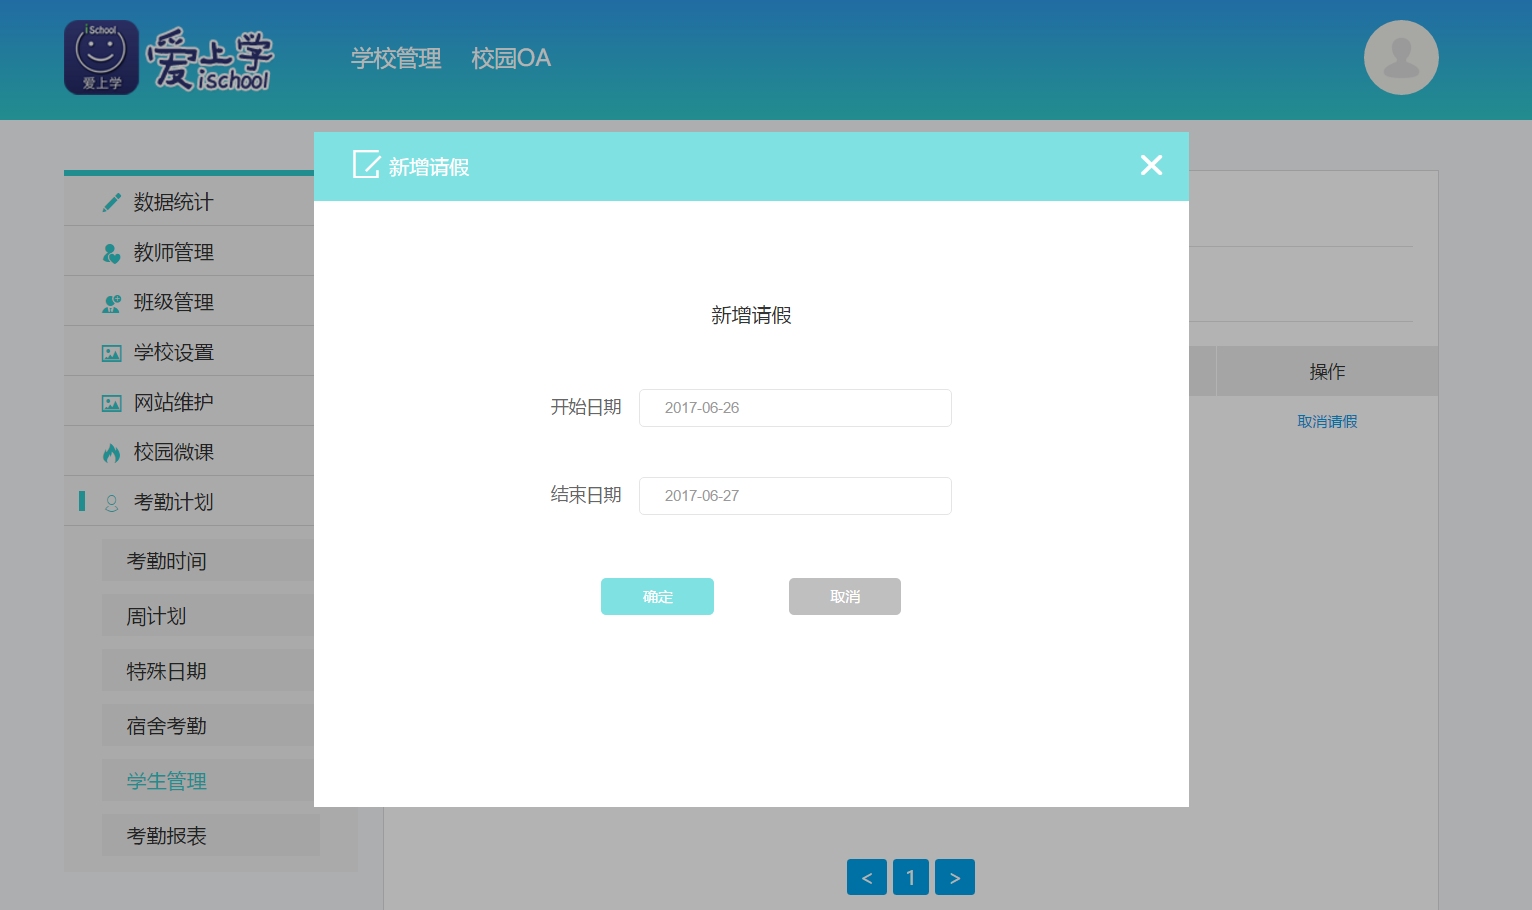 iSchool
爱上学
爱上学
ischool
学校管理
校园OA
新增请假
数据统计
教师管理
班级管理
学校设置
网站维护
校园微课
考勤计划
考勤时间
周计划
特殊日期
宿舍考勤
学生管理
考勤报表
新增请假
开始日期
2017-06-26
结束日期
2017-06-27
确定
取消
操作
取消请假
< 1 >